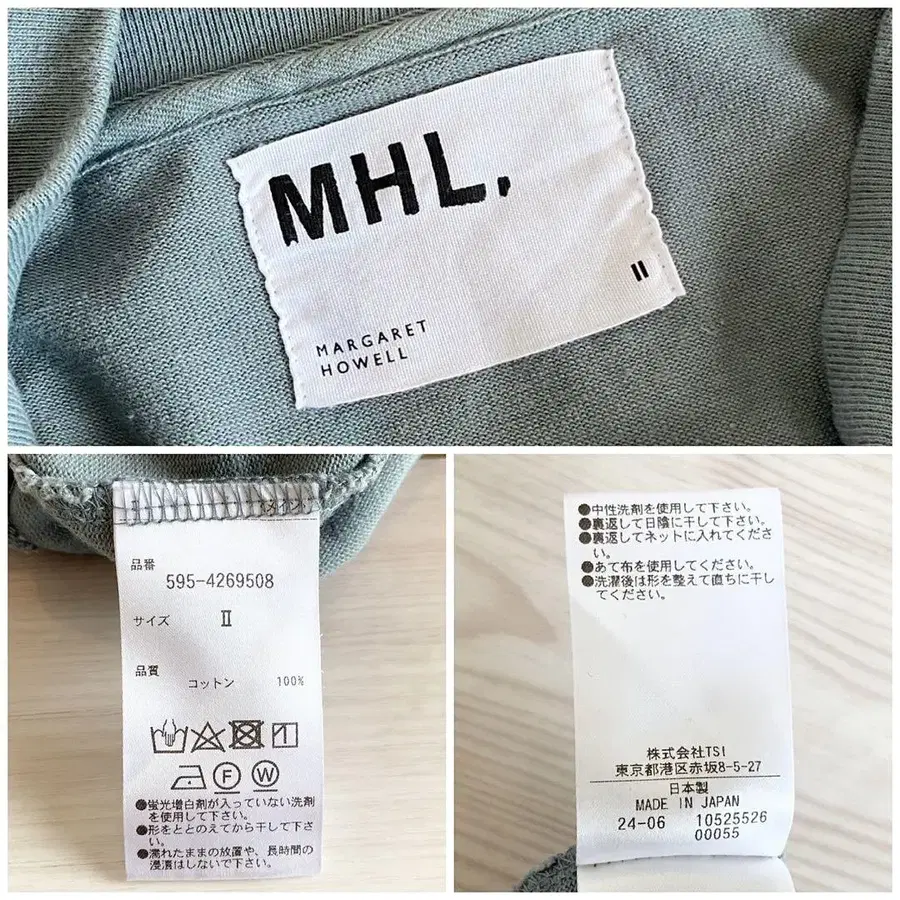 MHL.
II
MARGARET
HOWELL
品番
595-4269508
サイズ II
品質
コットン 100%
F W
●蛍光増白剤が入っていない洗剤
を使用して下さい。
●形をととのえてから干して下さ
い。
●濡れたままの放置や、長時間の
浸漬はしないで下さい。
●中性洗剤を使用して下さい。
●裏返して日陰に干して下さい。
●裏返してネットに入れてくださ
い。
●あて布を使用してください。
●洗濯後は形を整えて直ちに干し
てください。
株式会社TSI
東京都港区赤坂8-5-27
日本製
MADE IN JAPAN
24-06 10525526
00055